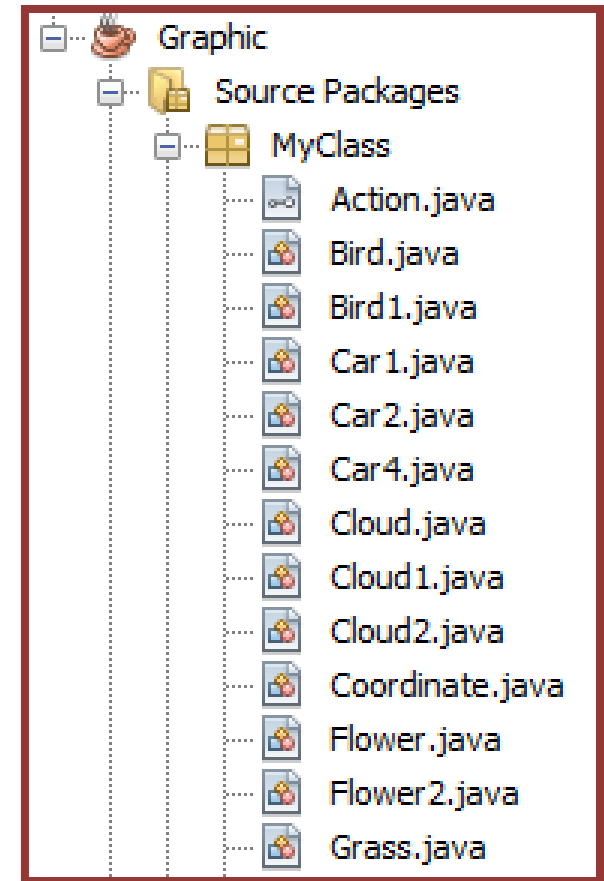 Graphic
Source Packages
MyClass
Action.java
Bird.java
Bird1.java
Car1.java
Car2.java
Car4.java
Cloud.java
Cloud1.java
Cloud2.java
Coordinate.java
Flower.java
Flower2.java
Grass.java